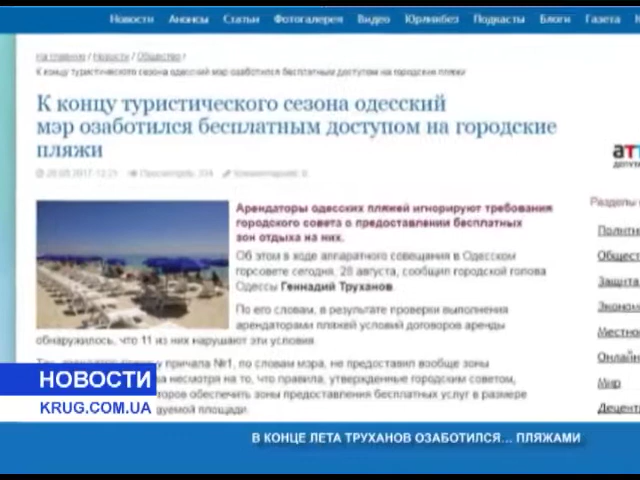 Новости Анонсы Статьи Фотогалерея Видео Юрликбез Подкасты Блоги Газета
На главную / Новости / Общество /
К концу туристического сезона одесский мэр озаботился бесплатным доступом на городские пляжи
К концу туристического сезона одесский
мэр озаботился бесплатным доступом на городские
пляжи
Арендаторы одесских пляжей игнорируют требования
городского совета о предоставлении бесплатных
зон отдыха на них.
Об этом в ходе аппаратного совещания в Одесском
горсовете сегодня, 28 августа, сообщил городской голова
Одессы Геннадий Труханов.
По его словам, в результате проверки выполнения
арендаторами пляжей условий договоров аренды
обнаружилось, что 11 из них нарушают эти условия.
у причала №1, по словам мэра, не предоставил вообще зоны
несмотря на то, что правила, утвержденные городским советом,
торов обеспечить зоны предоставления бесплатных услуг в размере
дуемой площади.
Разделы
Полити
Общест
Защита
Эконом
Местно
Онлайн
Мир
Децент
НОВОСТИ
KRUG.COM.UA
В КОНЦЕ ЛЕТА ТРУХАНОВ ОЗАБОТИЛСЯ... ПЛЯЖАМИ